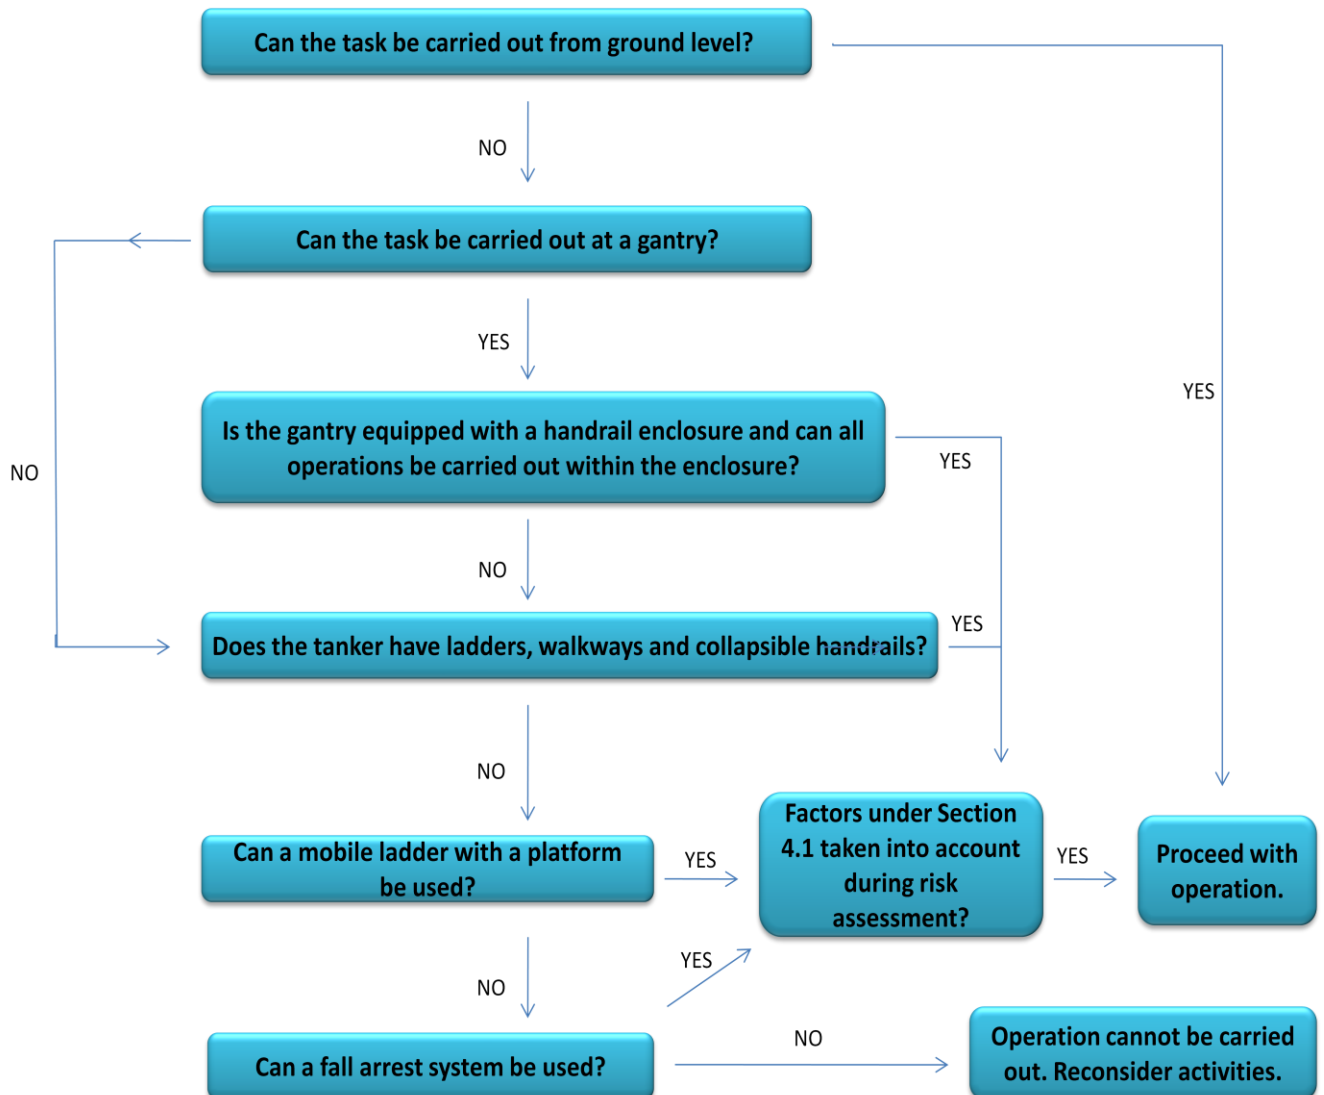 Can the task be carried out from ground level?
NO
Can the task be carried out at a gantry?
YES
YES
Is the gantry equipped with a handrail enclosure and can all
operations be carried out within the enclosure?
YES
NO
NO
Does the tanker have ladders, walkways and collapsible handrails?
YES
NO
Can a mobile ladder with a platform
be used?
YES
Factors under Section
4.1 taken into account
during risk
assessment?
YES
Proceed with
operation.
NO
YES
Can a fall arrest system be used?
NO
Operation cannot be carried
out. Reconsider activities.